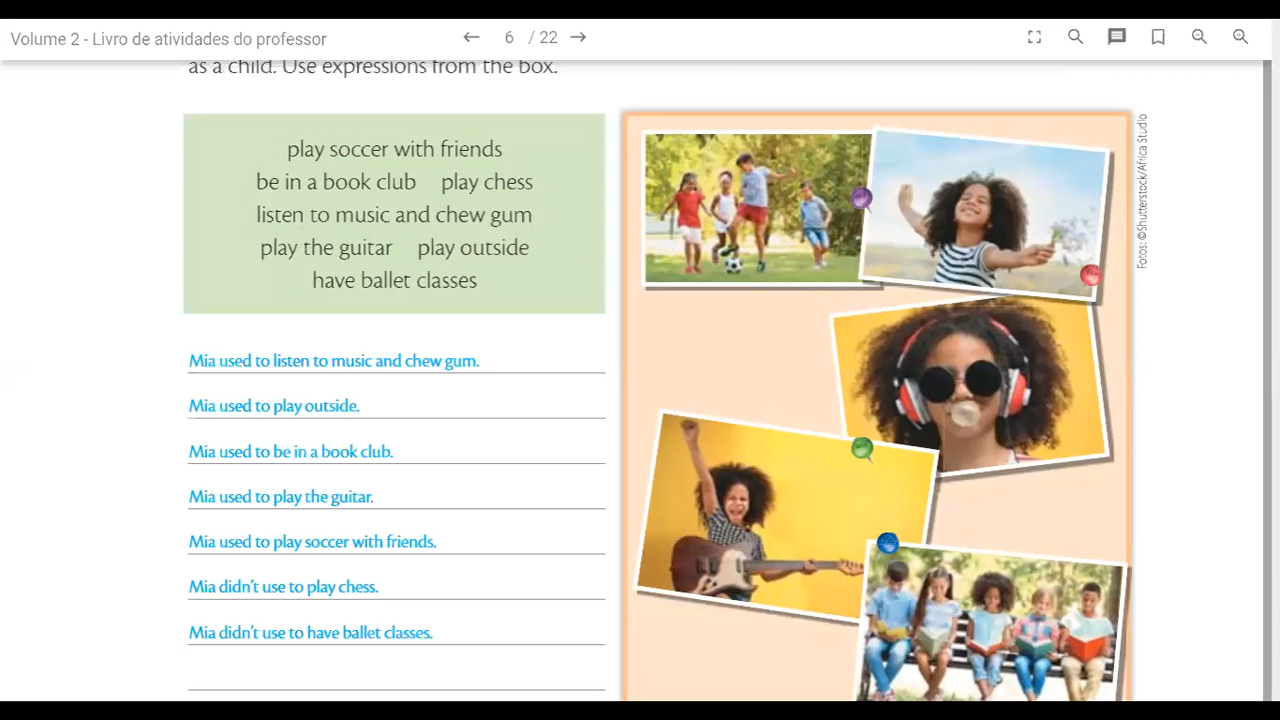 Volume 2 - Livro de atividades do professor
6 / 22
as a child. Use expressions from the box.
play soccer with friends
be in a book club play chess
listen to music and chew gum
play the guitar play outside
have ballet classes
Mia used to listen to music and chew gum.
Mia used to play outside.
Mia used to be in a book club.
Mia used to play the guitar.
Mia used to play soccer with friends.
Mia didn't use to play chess.
Mia didn't use to have ballet classes.
Fotos: ©Shutterstock/Africa Studio